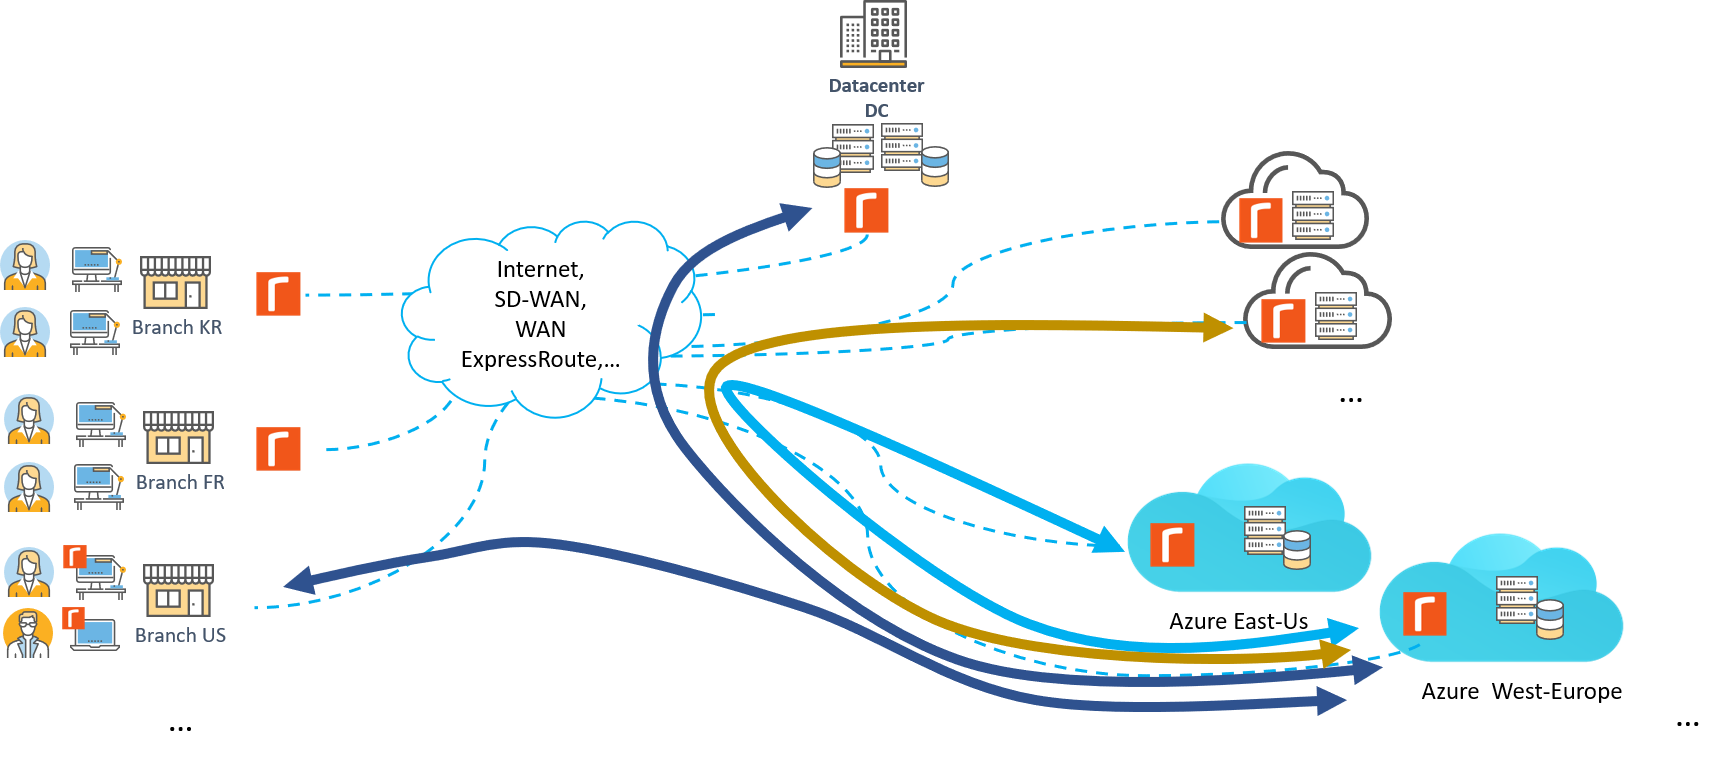 Datacenter
DC
Internet,
SD-WAN,
WAN
ExpressRoute,...
Branch KR
Branch FR
Branch US
...
...
Azure East-Us
Azure West-Europe
...